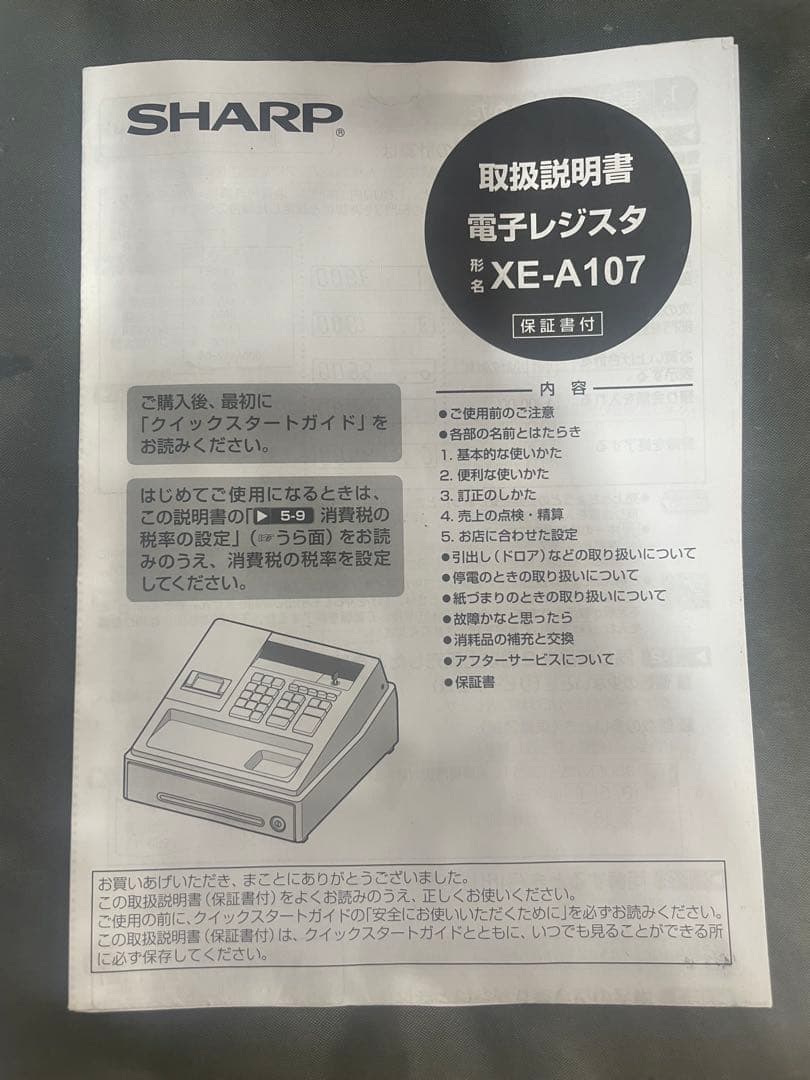 SHARP®
取扱説明書
電子レジスタ
形名 XE-A107
保証書付
ご購入後、最初に
「クイックスタートガイド」を
お読みください。
はじめてご使用になるときは、
この説明書の「▶ 5-9 消費税の
税率の設定」(☞うら面)をお読
みのうえ、消費税の税率を設定
してください。
内 容
●ご使用前のご注意
●各部の名前とはたらき
1. 基本的な使いかた
2. 便利な使いかた
3. 訂正のしかた
4. 売上の点検・精算
5. お店に合わせた設定
●引出し(ドロア)などの取り扱いについて
●停電のときの取り扱いについて
●紙づまりのときの取り扱いについて
●故障かなと思ったら
●消耗品の補充と交換
●アフターサービスについて
●保証書
お買いあげいただき、まことにありがとうございました。
この取扱説明書(保証書付)をよくお読みのうえ、正しくお使いください。
ご使用の前に、クイックスタートガイドの「安全にお使いいただくために」を必ずお読みください。
この取扱説明書(保証書付)は、クイックスタートガイドとともに、いつでも見ることができる所
に必ず保存してください。